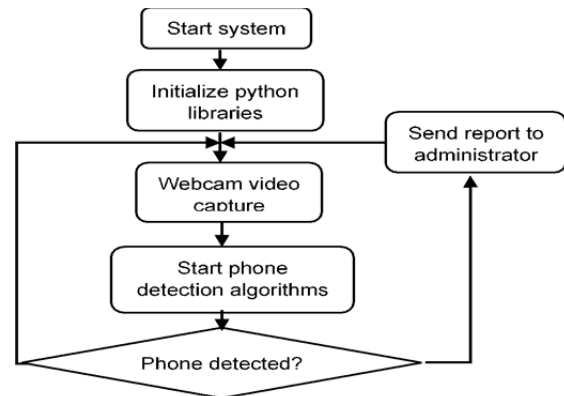 Start system
Initialize python
libraries
Send report to
administrator
Webcam video
capture
Start phone
detection algorithms
Phone detected?